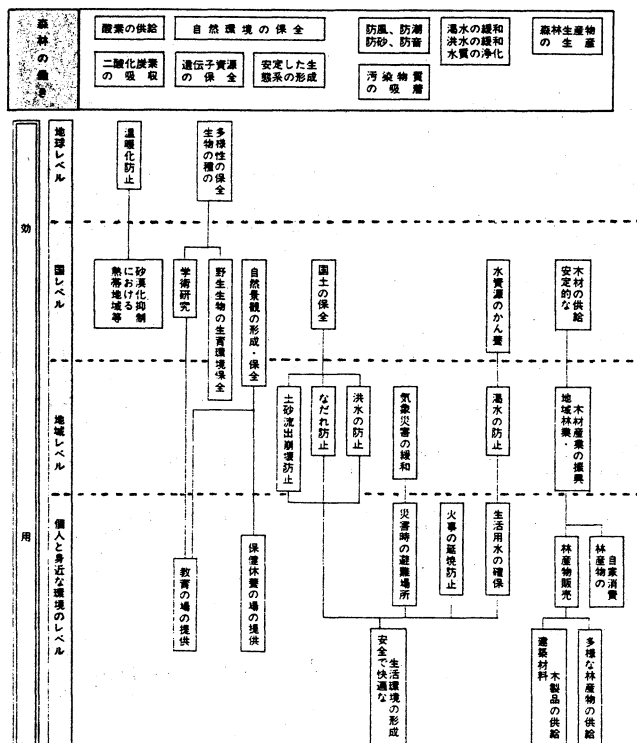 森林の働き
酸素の供給
自然環境の保全
二酸化炭素
の吸収
遺伝子資源
の保全
安定した生
態系の形成
防風、防潮
防砂、防音
汚染物質
の吸着
渇水の緩和
洪水の緩和
水質の浄化
森林生産物
の生産
効
用
地球レベル
温暖化防止
生物の種の
多様性の保全
国レベル
熱帯地域等
における
砂漠化抑制
学術研究
野生生物の生育環境保全
自然景観の形成・保全
国土の保全
水資源のかん養
安定的な
木材の供給
地域レベル
土砂流出崩壊防止
なだれ防止
洪水の防止
気象災害の緩和
渇水の防止
地域林業・
木材産業の振興
個人と身近な環境のレベル
教育の場の提供
保健休養の場の提供
災害時の避難場所
火事の延焼防止
生活用水の確保
林産物販売
林産物の
自家消費
安全で快適な
生活環境の形成
建築材料
木製品の供給
多様な林産物の供給